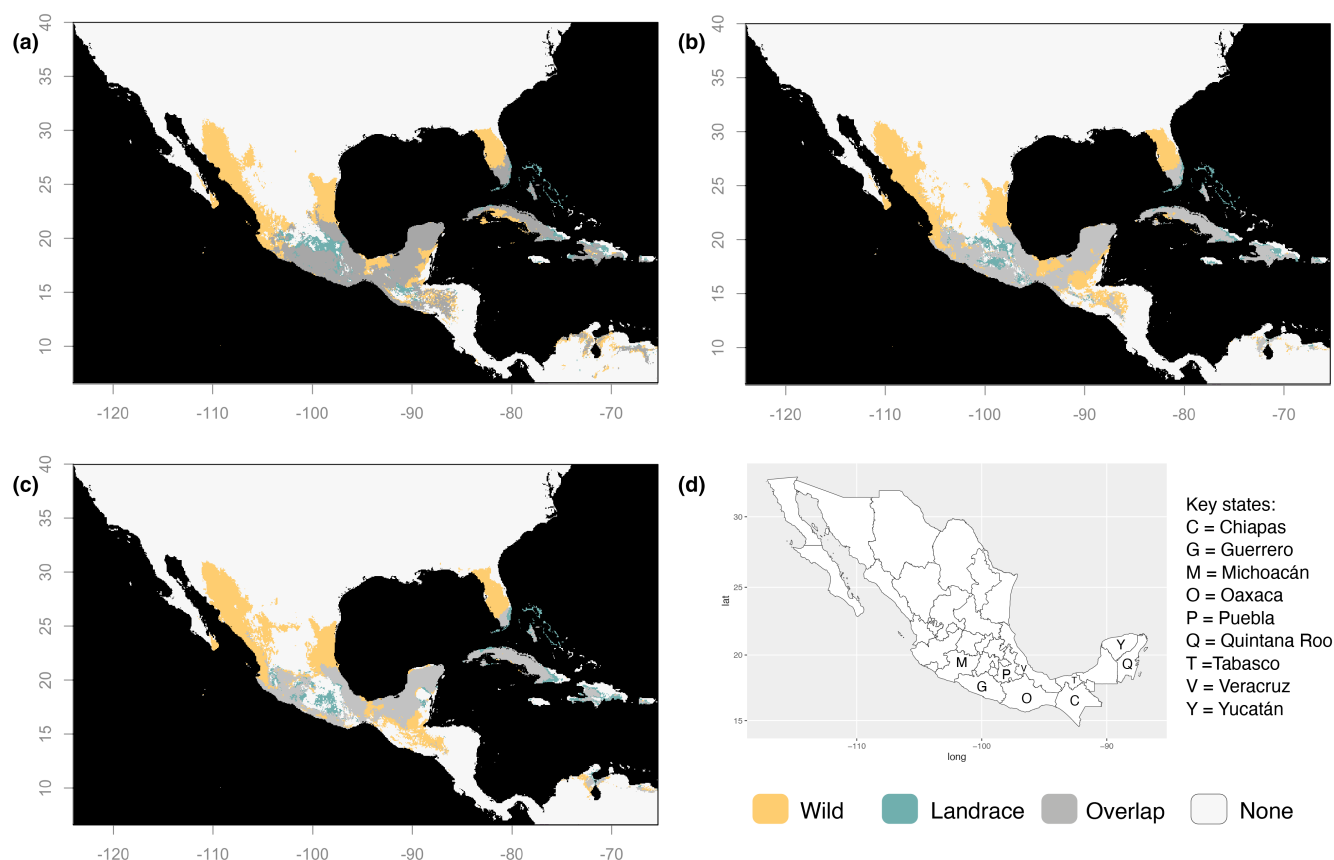 (a)
40
35
30
25
20
15
10
-120
-110
-100
-90
-80
-70
(b)
40
35
30
25
20
15
10
-120
-110
-100
-90
-80
-70
(c)
40
35
30
25
20
15
10
-120
-110
-100
-90
-80
-70
(d)
lat
30
25
20
15
M
G
P
V
O
T
C
Y
Q
-110
-100
-90
long
Key states:
C = Chiapas
G = Guerrero
M = Michoacán
O = Oaxaca
P = Puebla
Q = Quintana Roo
T =Tabasco
V = Veracruz
Y = Yucatán
Wild
Landrace
Overlap
None